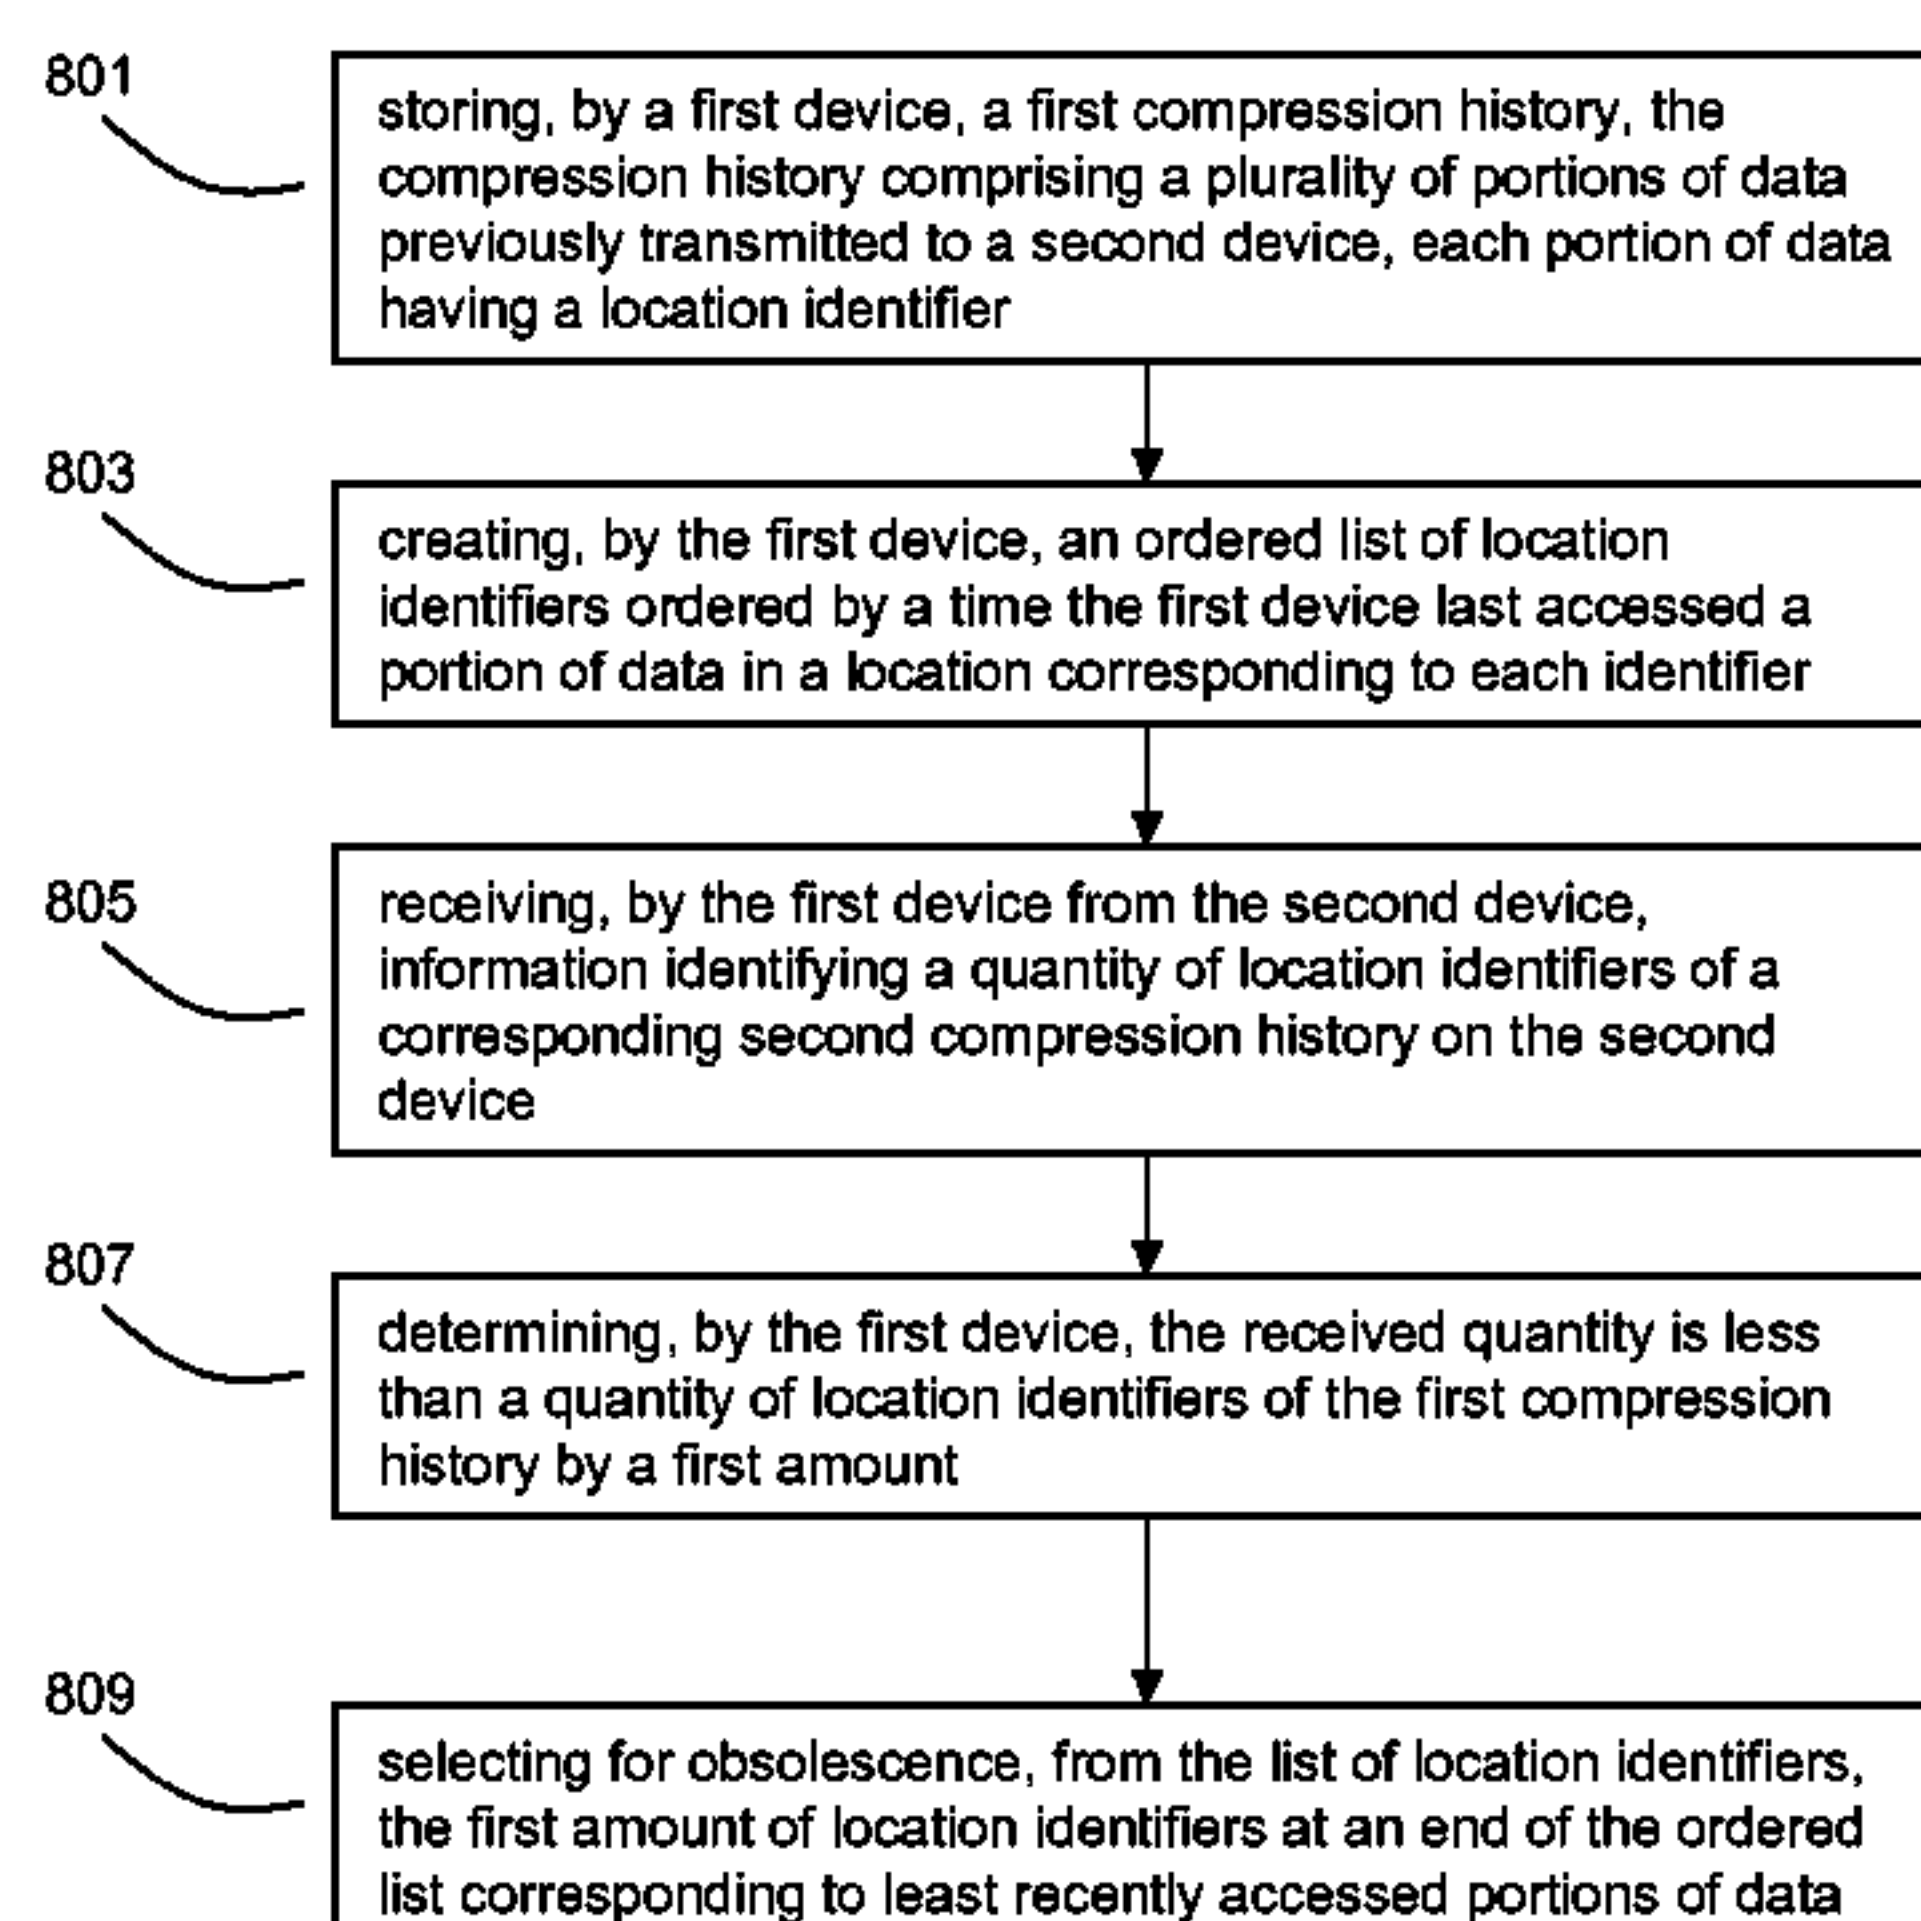 801
storing, by a first device, a first compression history, the
compression history comprising a plurality of portions of data
previously transmitted to a second device, each portion of data
having a location identifier
803
creating, by the first device, an ordered list of location
identifiers ordered by a time the first device last accessed a
portion of data in a location corresponding to each identifier
805
receiving, by the first device from the second device,
information identifying a quantity of location identifiers of a
corresponding second compression history on the second
device
807
determining, by the first device, the received quantity is less
than a quantity of location identifiers of the first compression
history by a first amount
809
selecting for obsolescence, from the list of location identifiers,
the first amount of location identifiers at an end of the ordered
list corresponding to least recently accessed portions of data